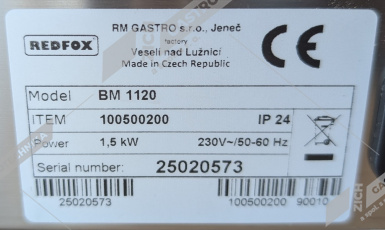 RM GASTRO s.r.o., Jeneč
REDFOX
factory
Veselí nad Lužnicí
Made in Czech Republic
CE
Model BM 1120
ITEM 100500200 IP 24
Power 1,5 kW 230V~/50-60 Hz
Serial number: 25020573
25020573 100500200 90010